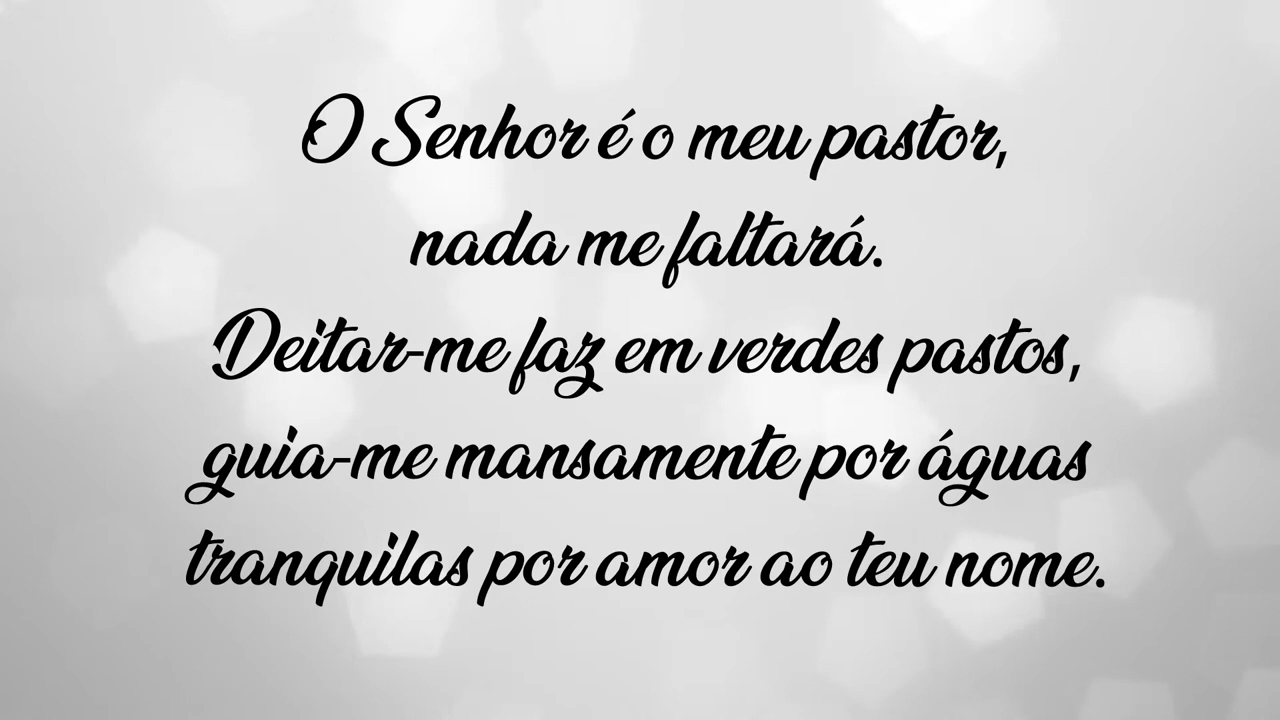 O Senhor é o meu pastor,
nada me faltará.
Deitar-me faz em verdes pastos,
guia-me mansamente por águas
tranquilas por amor ao teu nome.